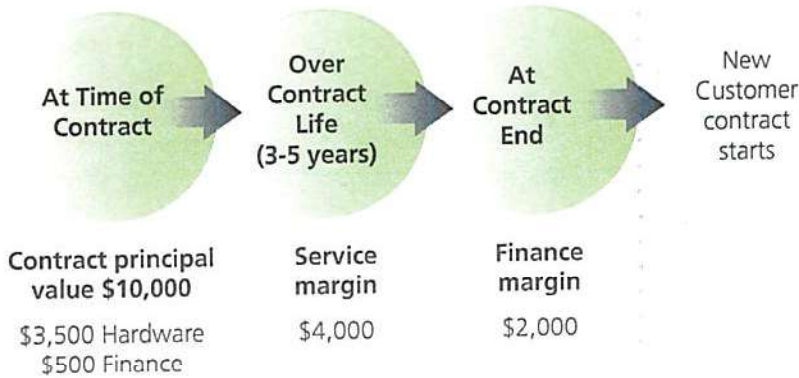 At Time of
Contract
Over
Contract
Life
(3-5 years)
At
Contract
End
New
Customer
contract
starts
Contract principal
value $10,000
$3,500 Hardware
$500 Finance
Service
margin
$4,000
Finance
margin
$2,000